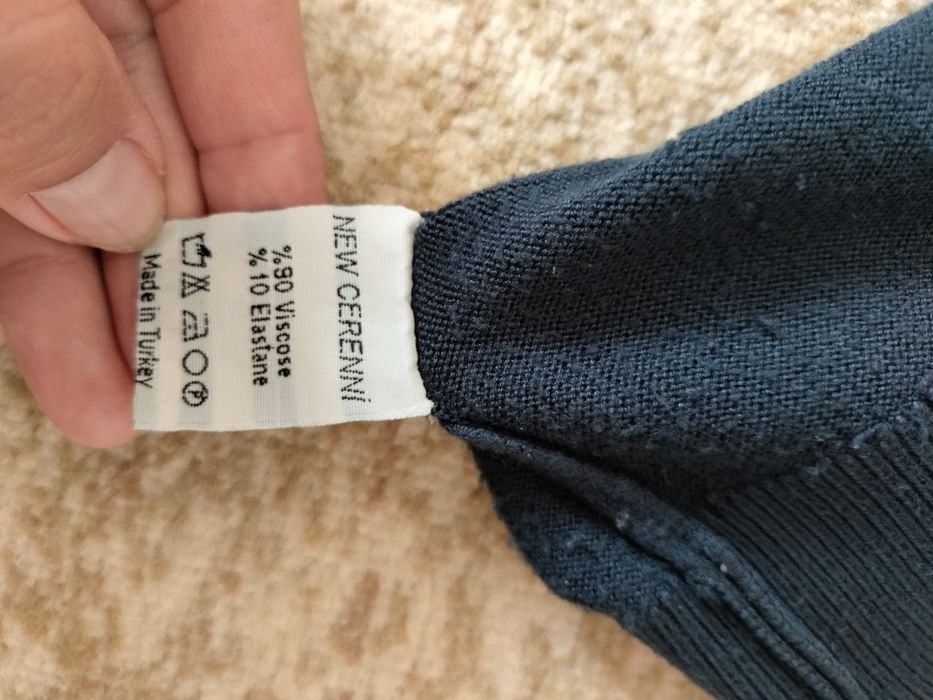 NEW CERENNİ
%90 Viscose
%10 Elastane
Made in Turkey